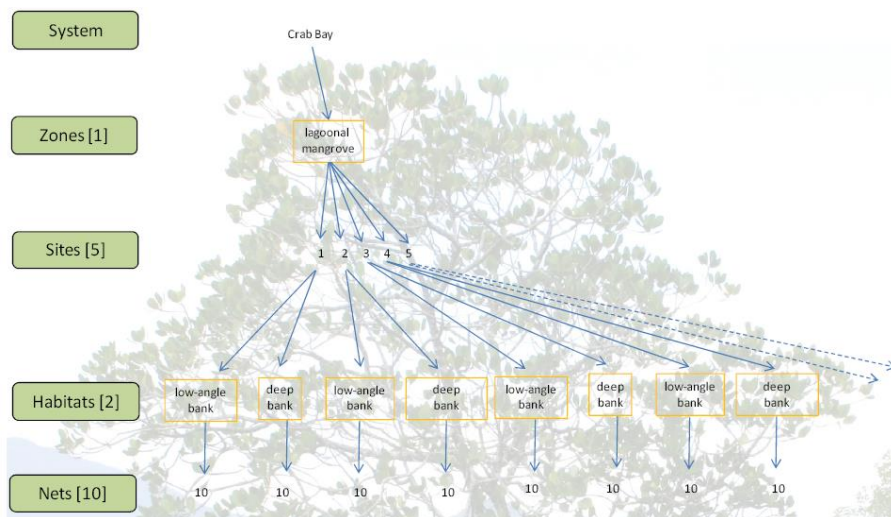 System
Crab Bay
Zones [1]
lagoonal
mangrove
Sites [5]
1 2 3 4 5
Habitats [2]
low-angle
bank
deep
bank
low-angle
bank
deep
bank
low-angle
bank
deep
bank
low-angle
bank
deep
bank
Nets [10]
10 10 10 10 10 10 10 10